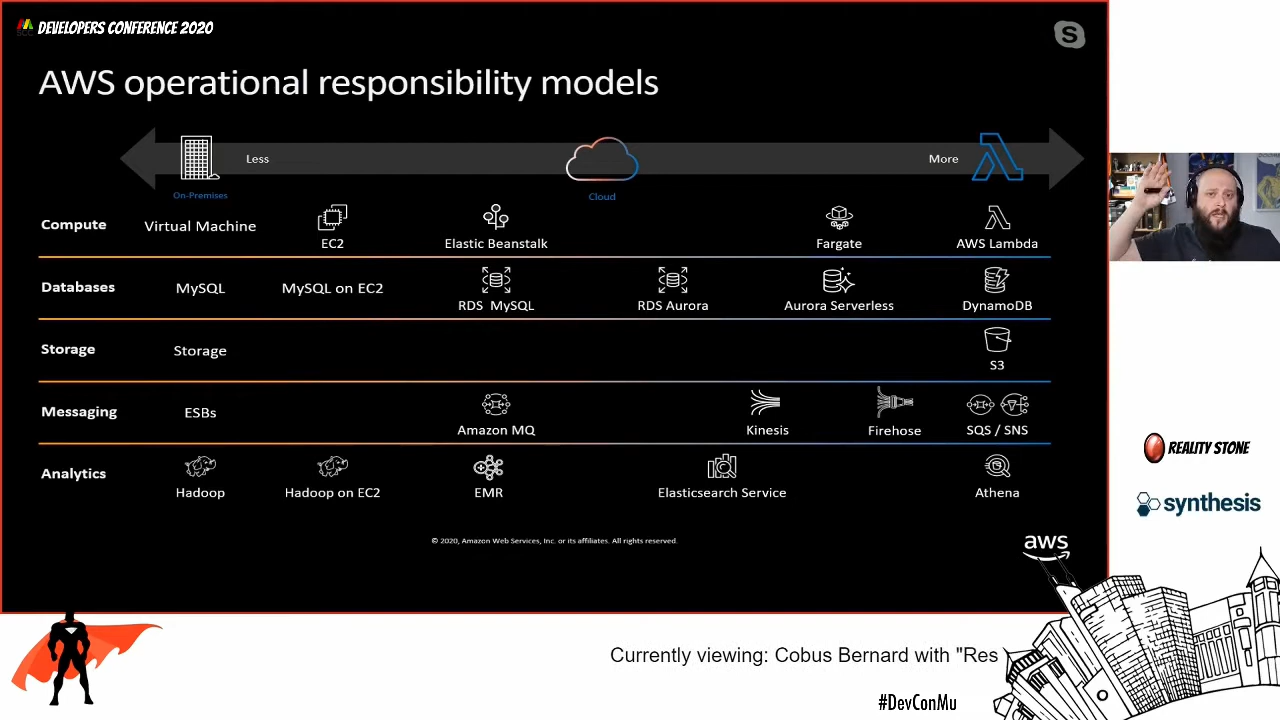 DEVELOPERS CONFERENCE 2020
S
AWS operational responsibility models
Less
More
On-Premises
Cloud
Compute
Virtual Machine
EC2
Elastic Beanstalk
Fargate
AWS Lambda
Databases
MySQL
MySQL on EC2
RDS MySQL
RDS Aurora
Aurora Serverless
DynamoDB
Storage
Storage
S3
Messaging
ESBs
Amazon MQ
Kinesis
Firehose
SQS / SNS
Analytics
Hadoop
Hadoop on EC2
EMR
Elasticsearch Service
Athena
© 2020, Amazon Web Services, Inc. or its affiliates. All rights reserved.
aws
REALITY STONE
synthesis
Currently viewing: Cobus Bernard with "Res
#DevConMu